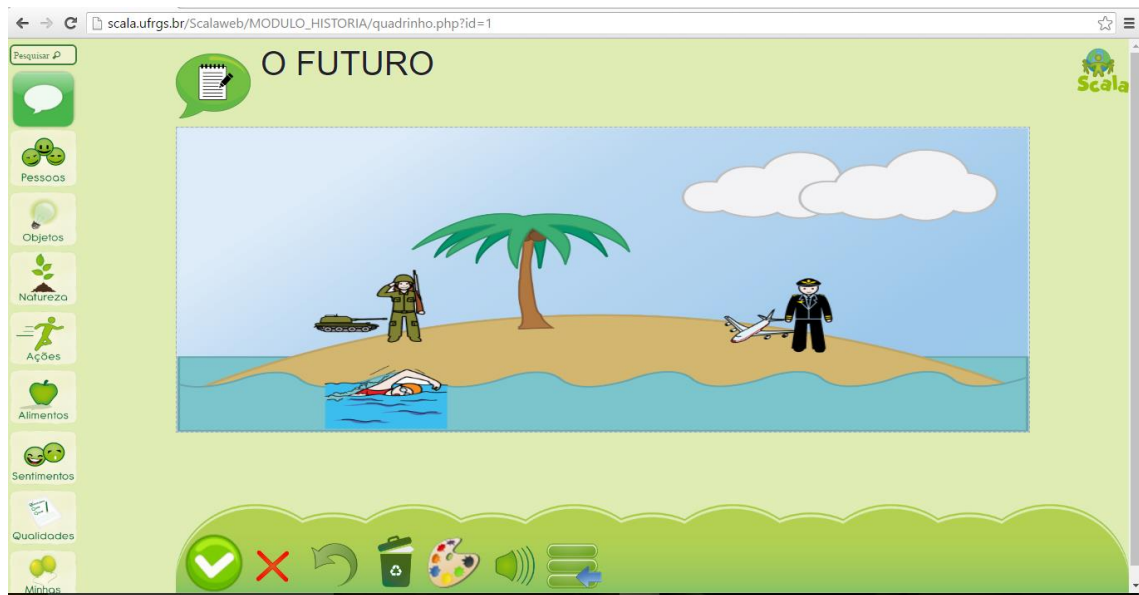 scala.ufrgs.br/Scalaweb/MODULO_HISTORIA/quadrinho.php?id=1
Pesquisar
O FUTURO
Scala
Pessoas
Objetos
Natureza
Ações
Alimentos
Sentimentos
Qualidades
Minhas